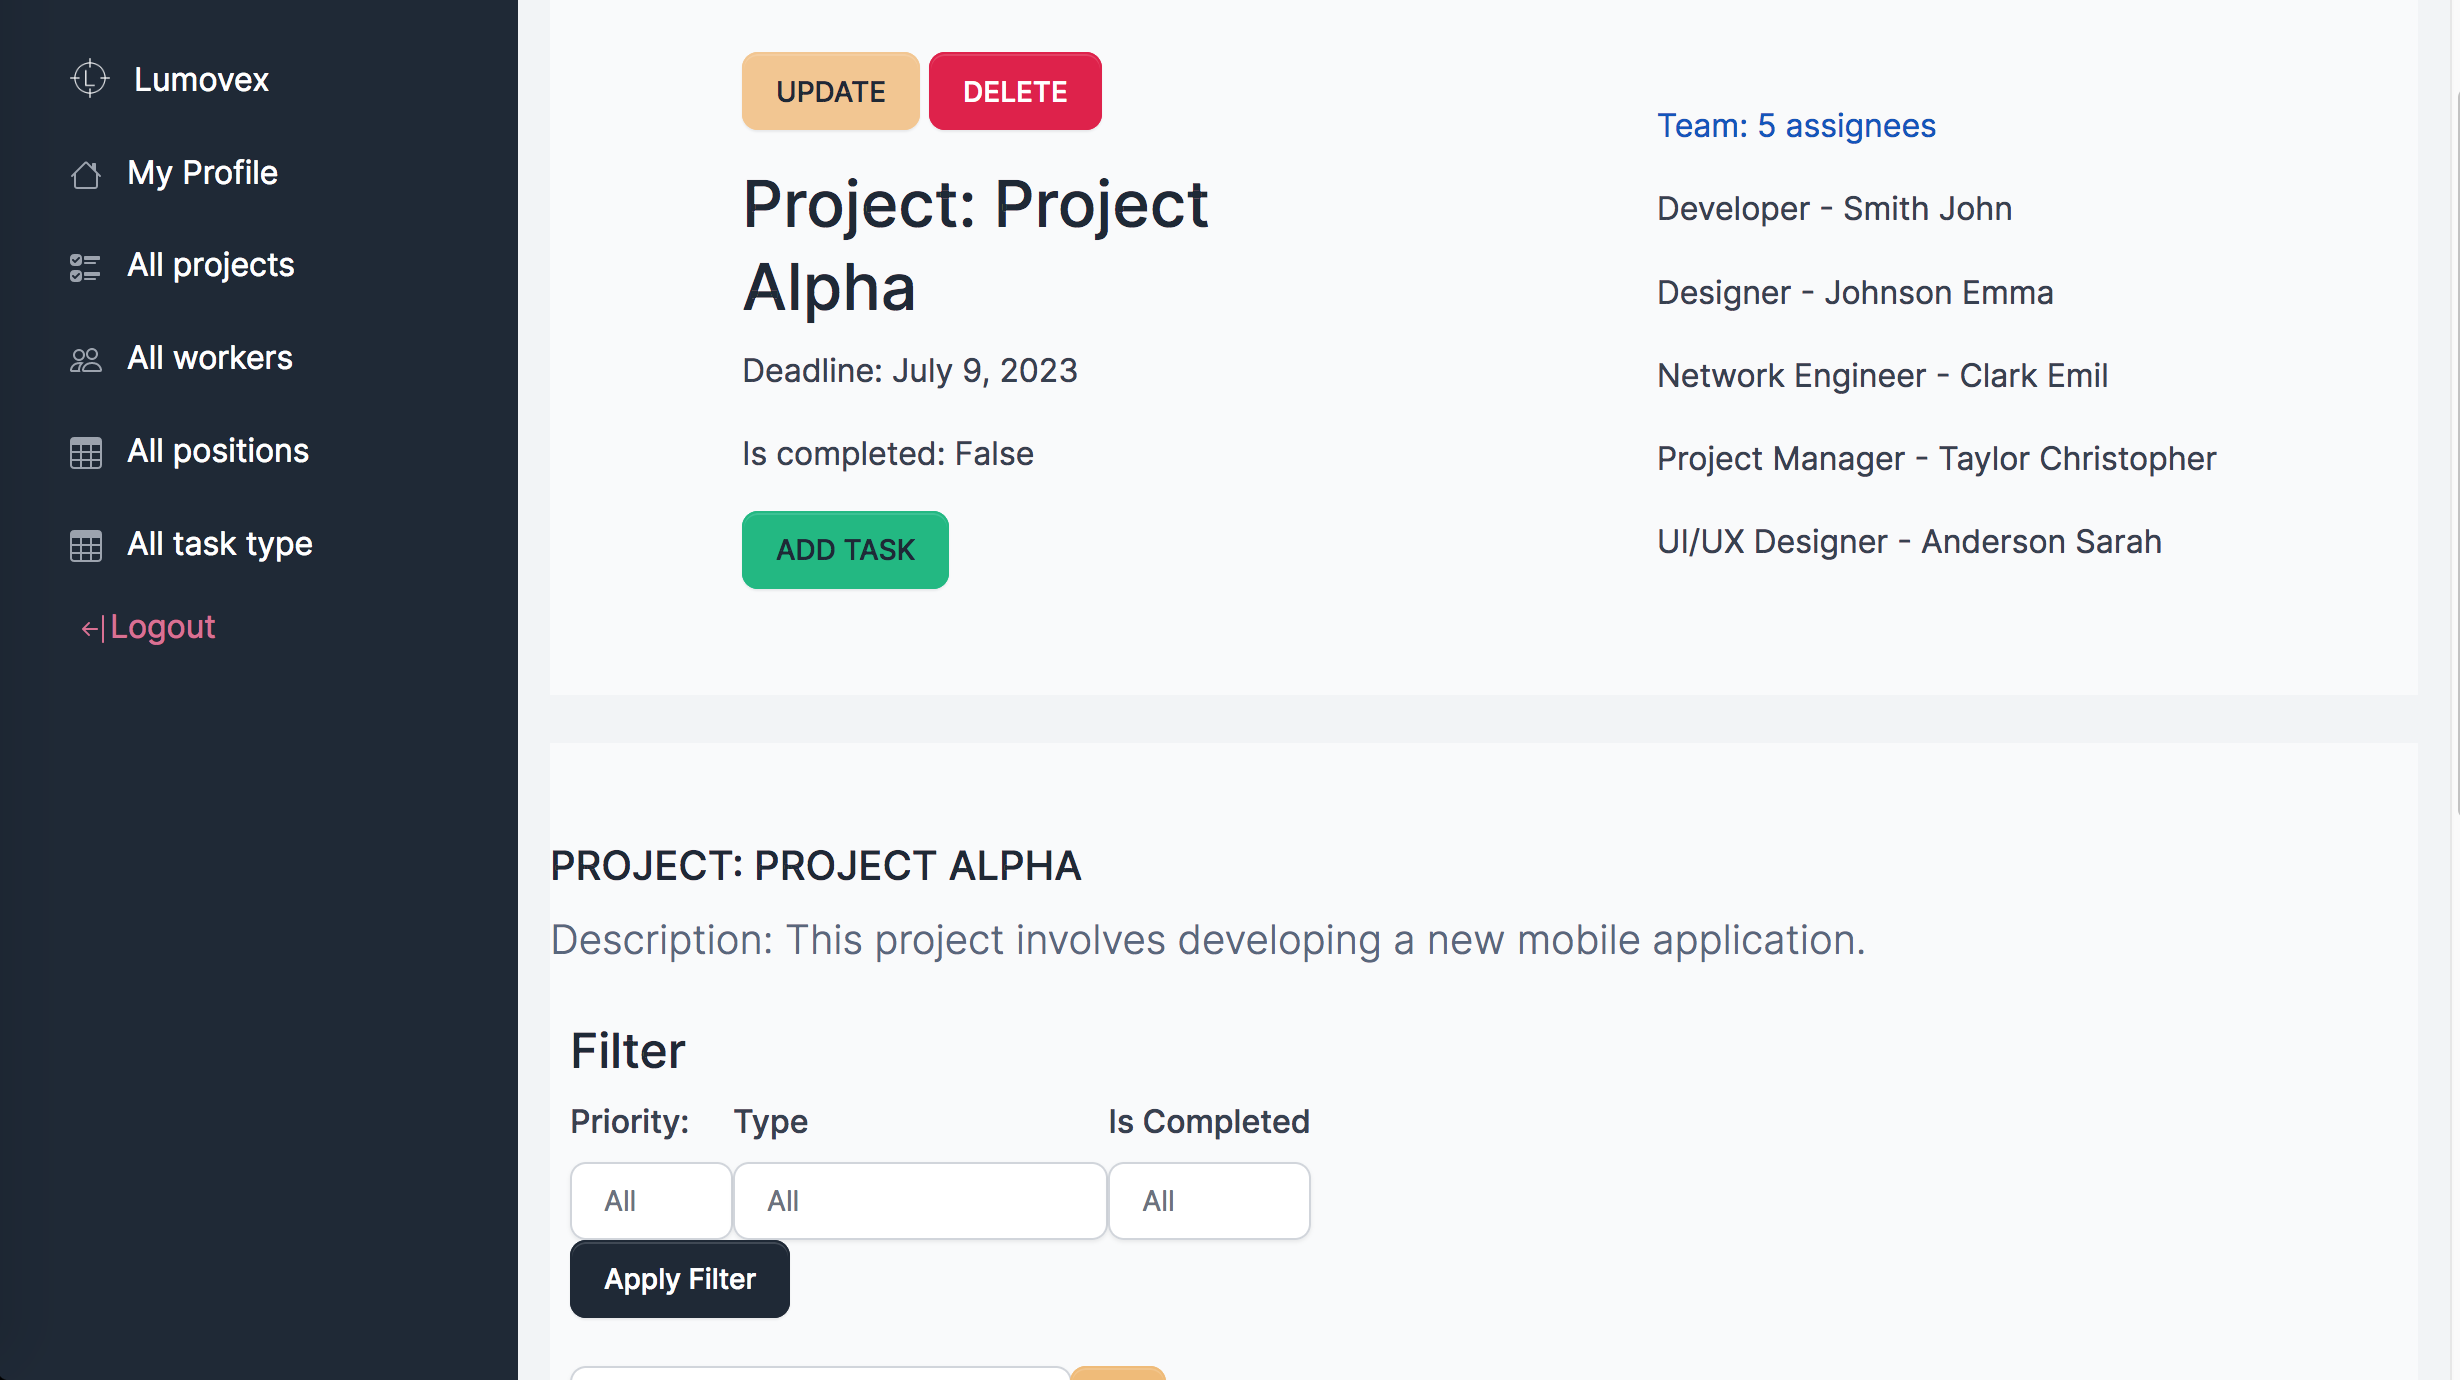 Lumovex
My Profile
All projects
All workers
All positions
All task type
Logout
UPDATE
DELETE
Project: Project
Alpha
Deadline: July 9, 2023
Is completed: False
ADD TASK
Team: 5 assignees
Developer - Smith John
Designer - Johnson Emma
Network Engineer - Clark Emil
Project Manager - Taylor Christopher
UI/UX Designer - Anderson Sarah
PROJECT: PROJECT ALPHA
Description: This project involves developing a new mobile application.
Filter
Priority: Type Is Completed
All All All
Apply Filter